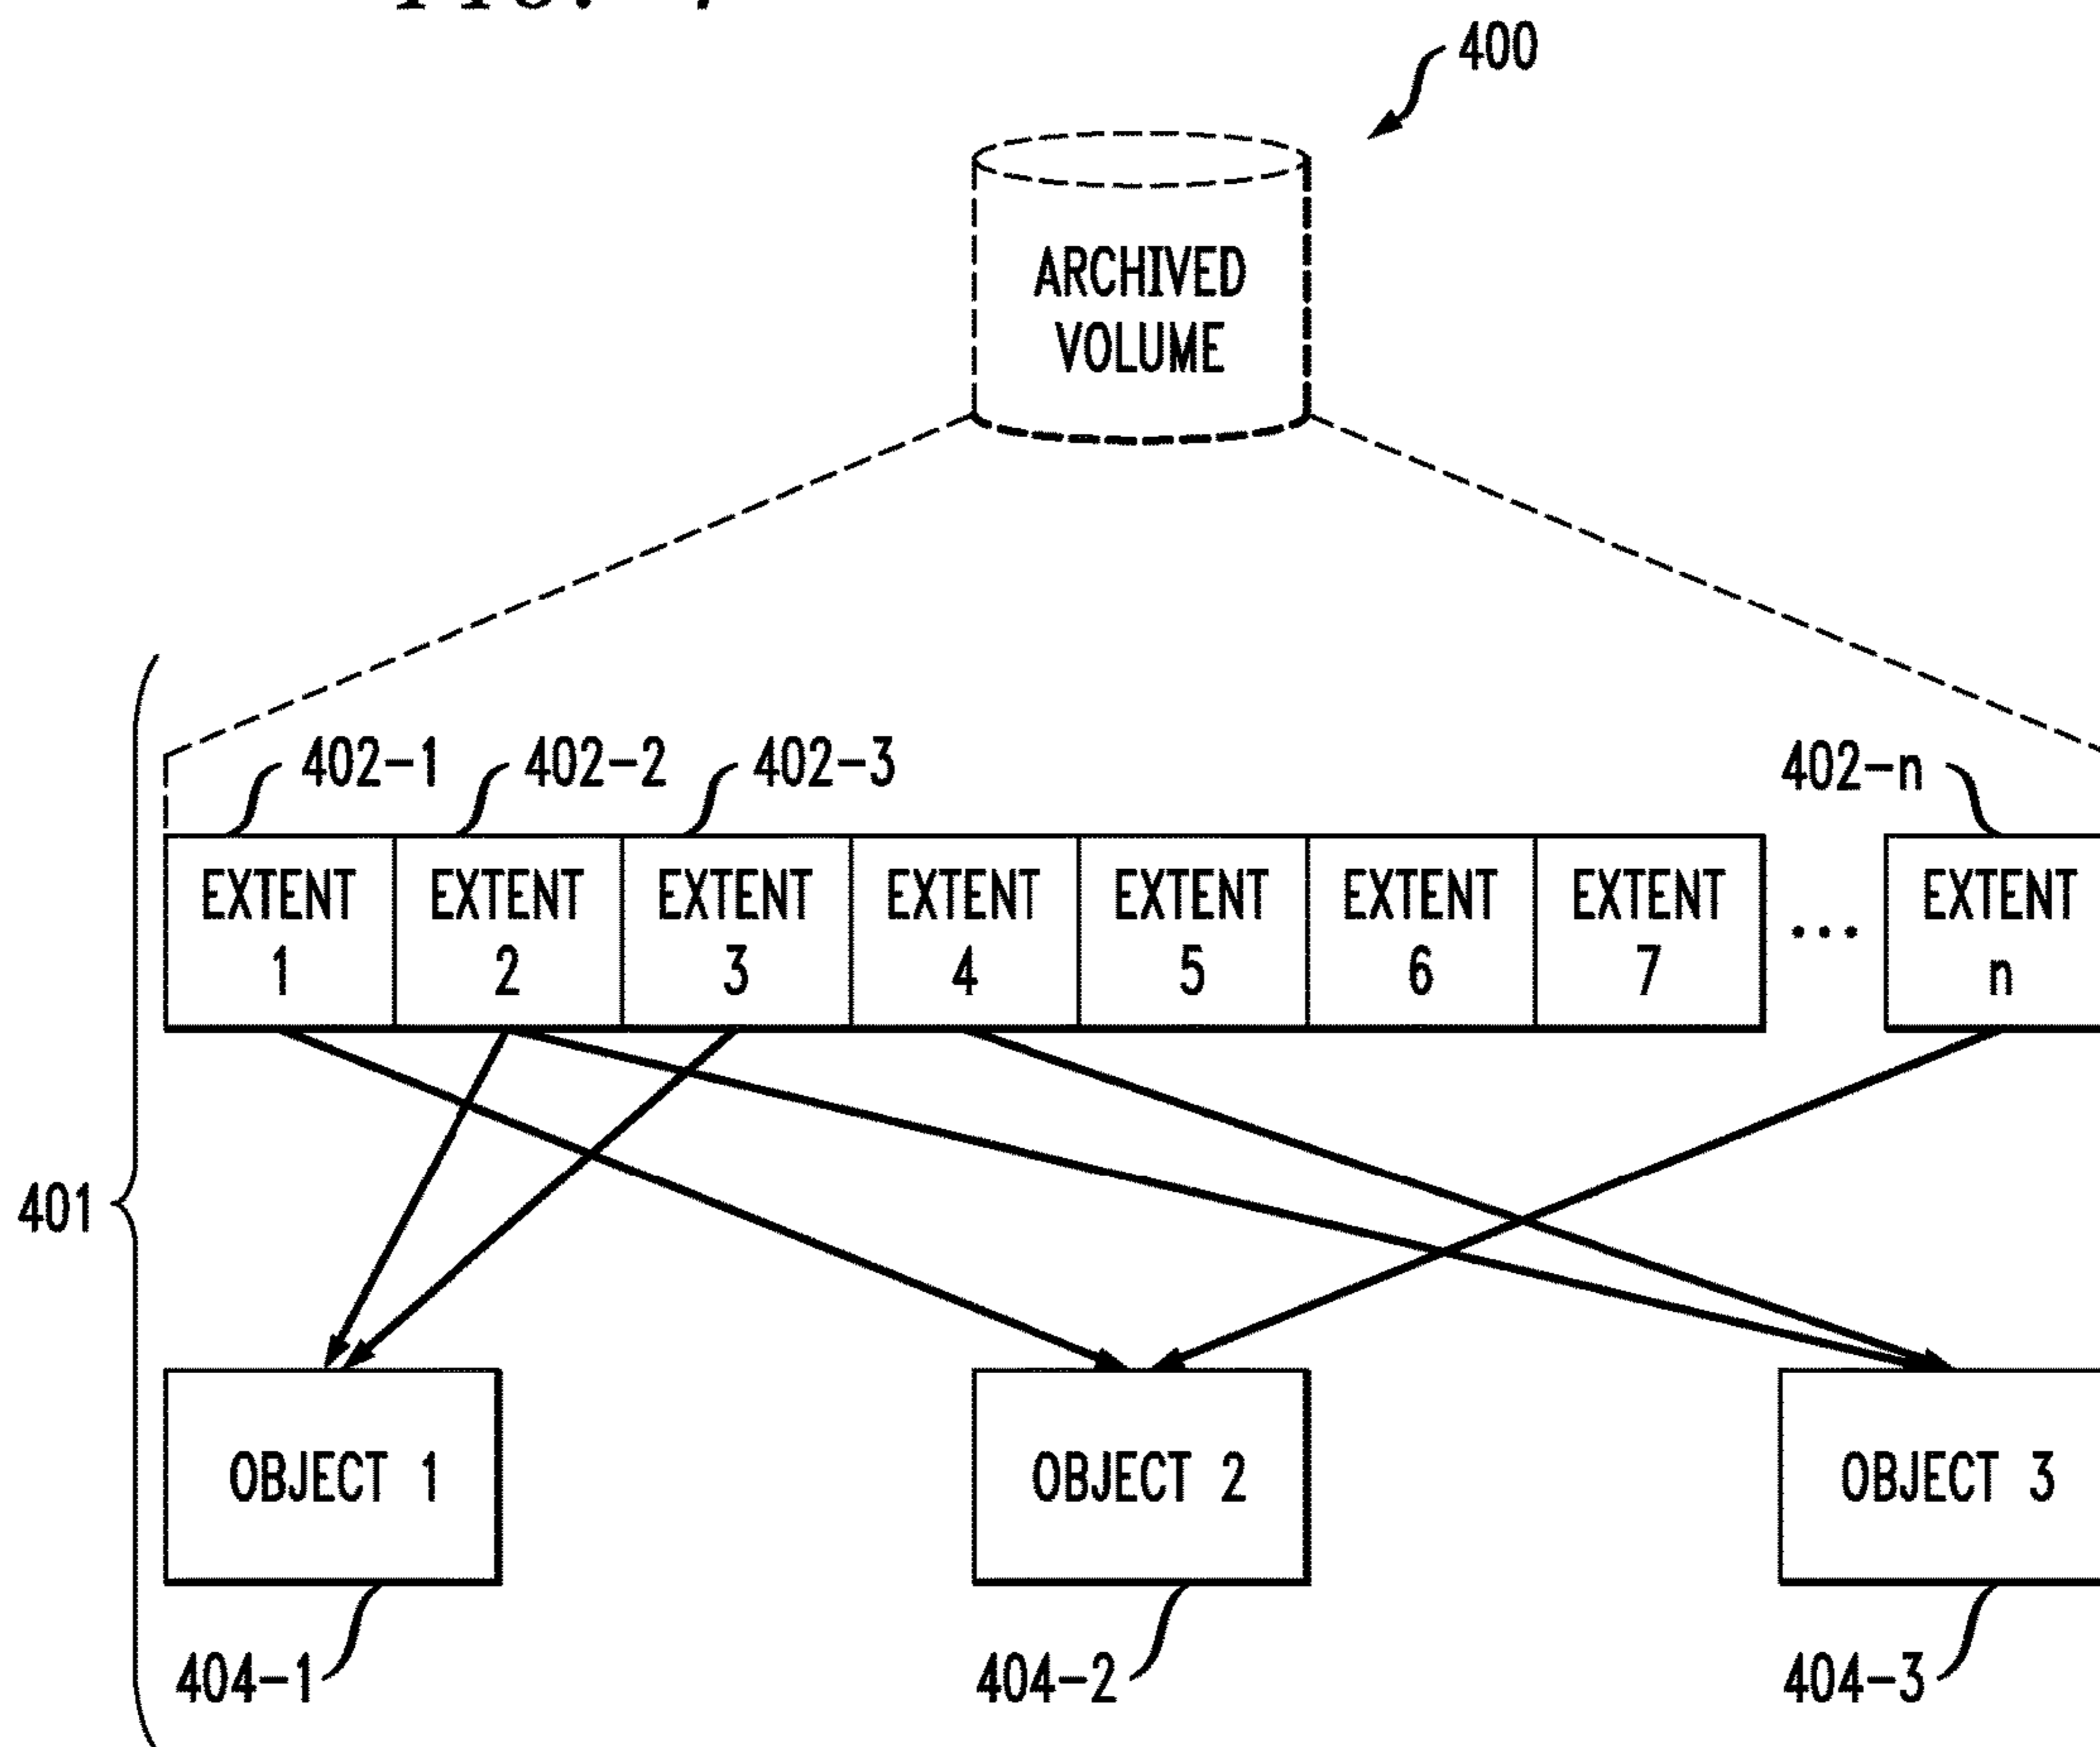 400
ARCHIVED
VOLUME
402-1 402-2 402-3 402-n
EXTENT EXTENT EXTENT EXTENT EXTENT EXTENT EXTENT ... EXTENT
1 2 3 4 5 6 7 n
401
OBJECT 1 OBJECT 2 OBJECT 3
404-1 404-2 404-3